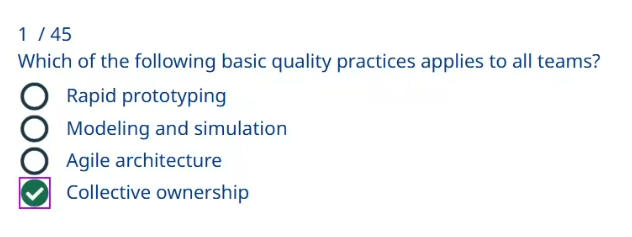 1 / 45
Which of the following basic quality practices applies to all teams?
Rapid prototyping
Modeling and simulation
Agile architecture
Collective ownership